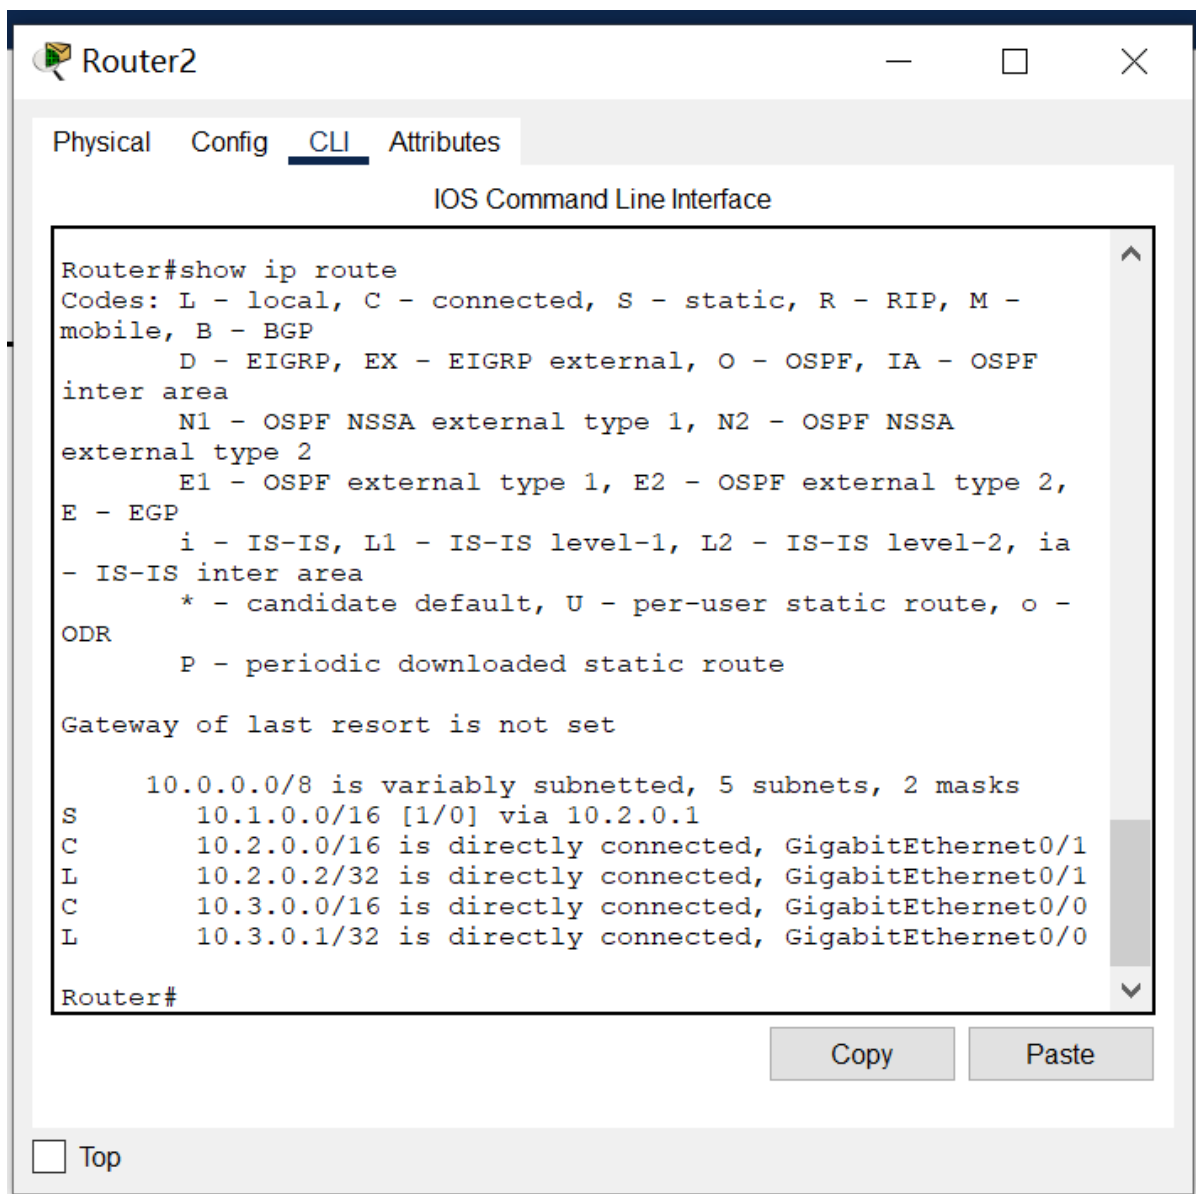 Router2
Physical Config CLI Attributes
IOS Command Line Interface
Router#show ip route
Codes: L - local, C - connected, S - static, R - RIP, M -
mobile, B - BGP
       D - EIGRP, EX - EIGRP external, O - OSPF, IA - OSPF
inter area
       N1 - OSPF NSSA external type 1, N2 - OSPF NSSA
external type 2
       E1 - OSPF external type 1, E2 - OSPF external type 2,
E - EGP
       i - IS-IS, L1 - IS-IS level-1, L2 - IS-IS level-2, ia
- IS-IS inter area
       * - candidate default, U - per-user static route, o -
ODR
       P - periodic downloaded static route
Gateway of last resort is not set
     10.0.0.0/8 is variably subnetted, 5 subnets, 2 masks
S       10.1.0.0/16 [1/0] via 10.2.0.1
C       10.2.0.0/16 is directly connected, GigabitEthernet0/1
L       10.2.0.2/32 is directly connected, GigabitEthernet0/1
C       10.3.0.0/16 is directly connected, GigabitEthernet0/0
L       10.3.0.1/32 is directly connected, GigabitEthernet0/0
Router#
Copy Paste
Top